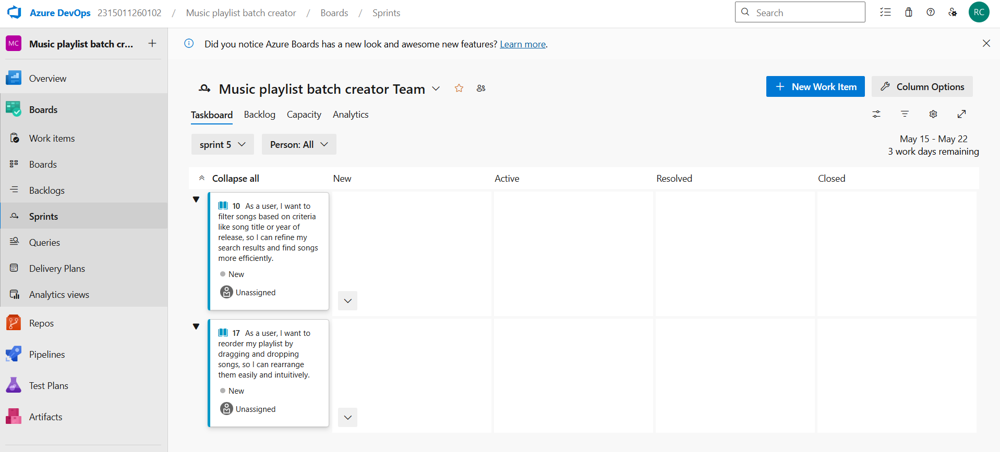 Azure DevOps 2315011260102 / Music playlist batch creator / Boards / Sprints
Search
RC
MC Music playlist batch cr...
Overview
Boards
Work items
Boards
Backlogs
Sprints
Queries
Delivery Plans
Analytics views
Repos
Pipelines
Test Plans
Artifacts
Did you notice Azure Boards has a new look and awesome new features? Learn more.
Music playlist batch creator Team
New Work Item
Column Options
Taskboard Backlog Capacity Analytics
sprint 5 Person: All
May 15 - May 22
3 work days remaining
Collapse all New Active Resolved Closed
10 As a user, I want to
filter songs based on criteria
like song title or year of
release, so I can refine my
search results and find songs
more efficiently.
New
Unassigned
17 As a user, I want to
reorder my playlist by
dragging and dropping
songs, so I can rearrange
them easily and intuitively.
New
Unassigned